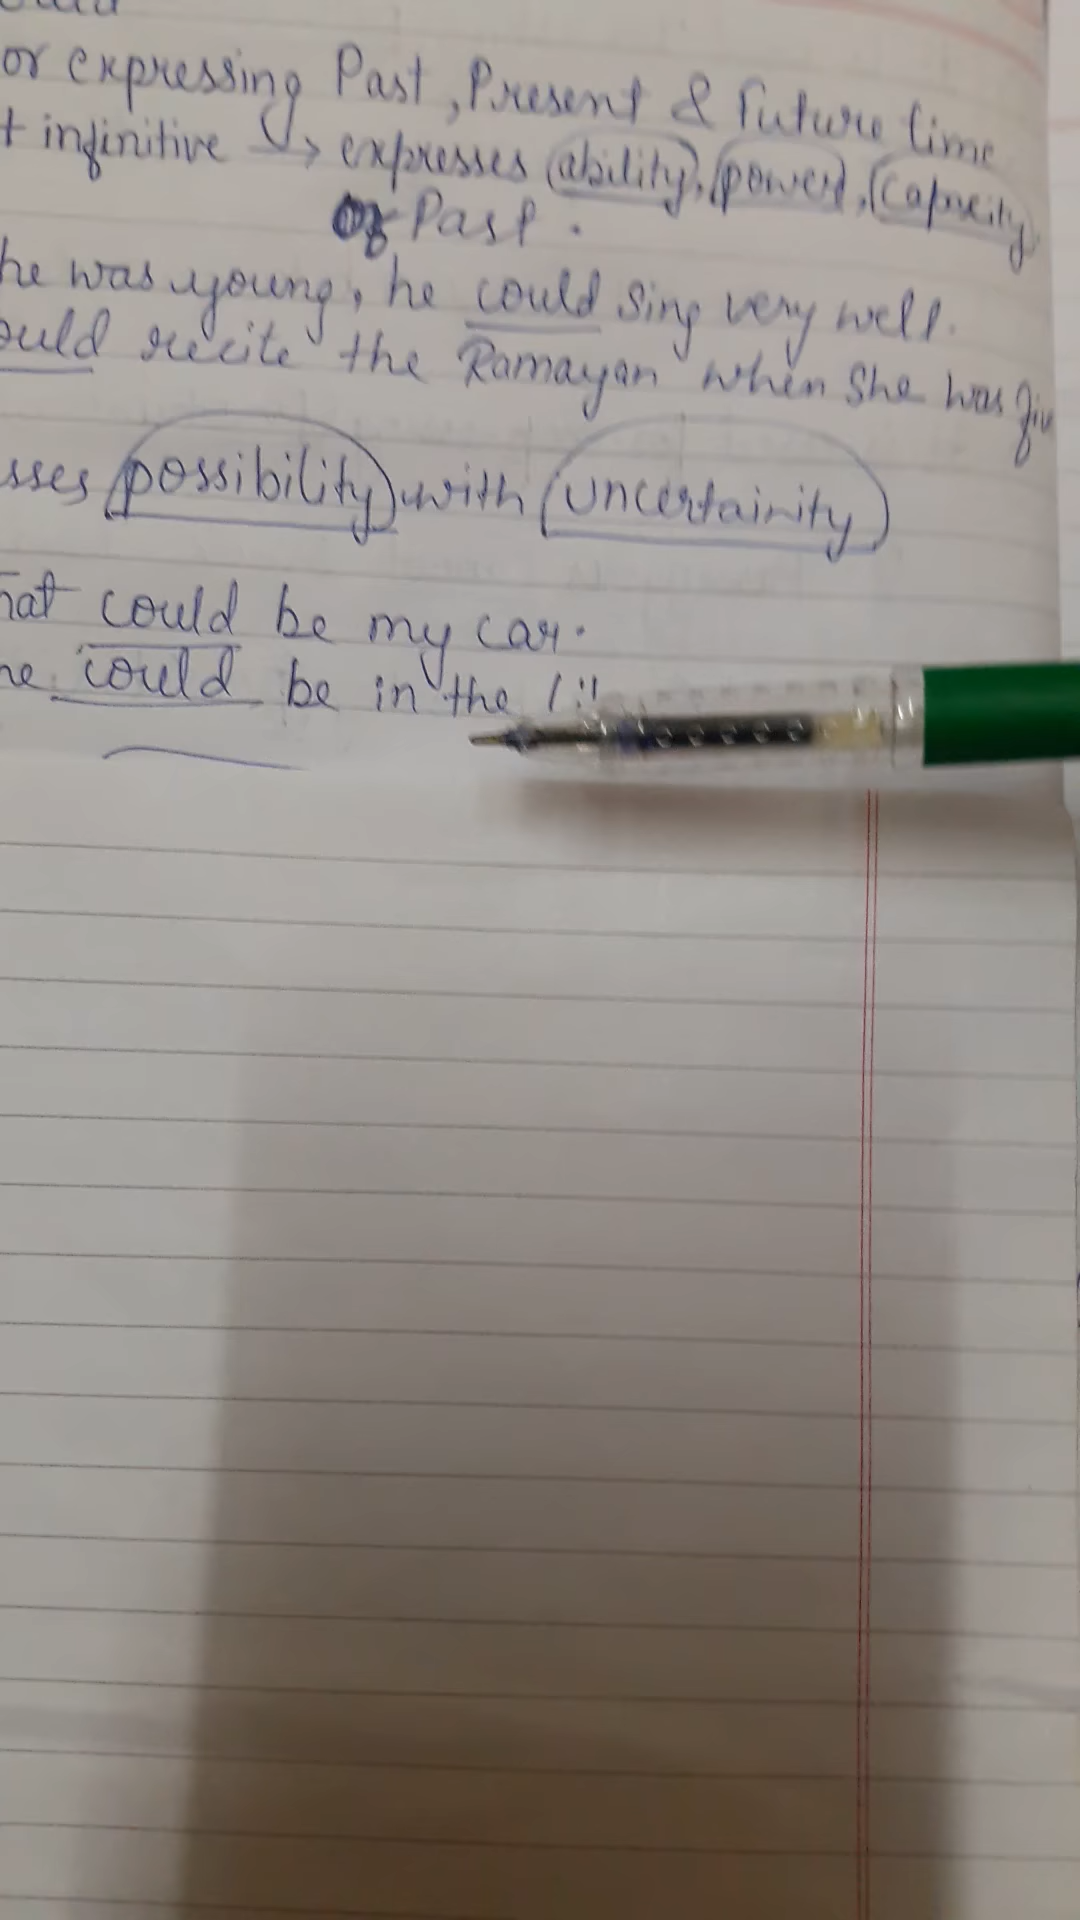 or expressing Past, Present & Future time
t infinitive ↳ expresses ability, power, capacity
of Past.
he was young, he could sing very well.
ould recite the Ramayan when she was fiv
sses possibility with uncertainity
hat could be my car.
he could be in the